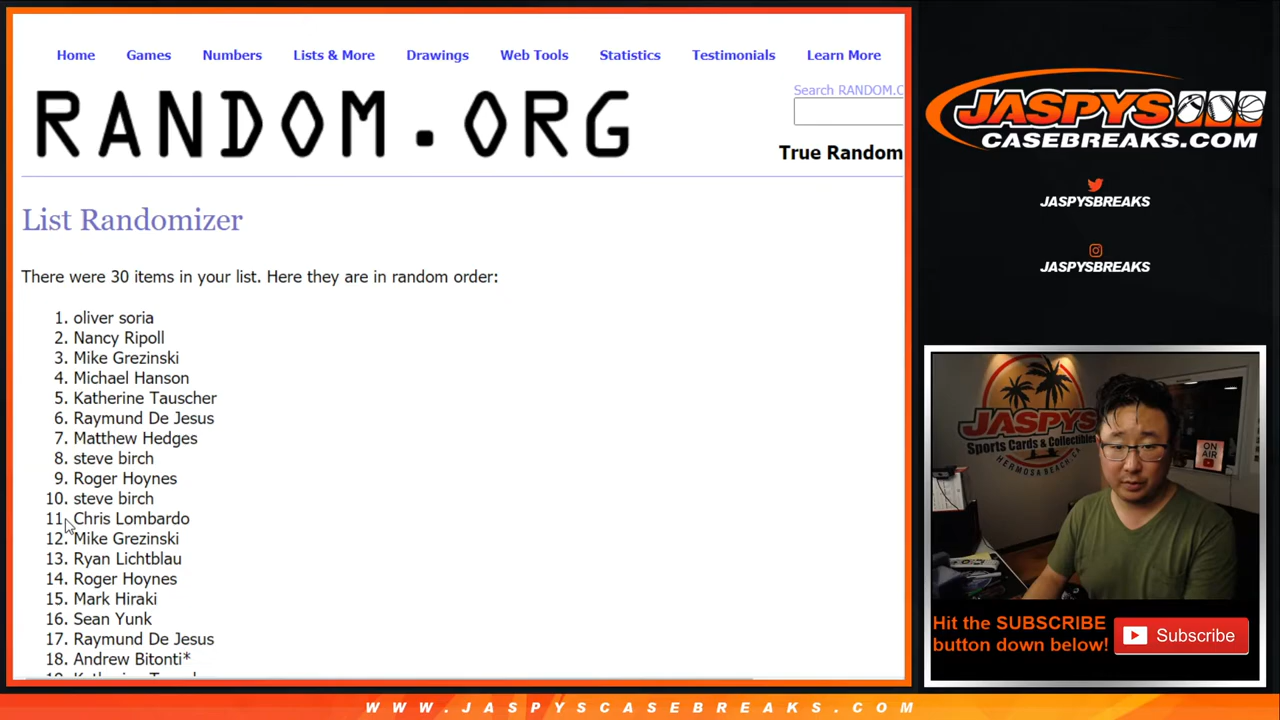 Home Games Numbers Lists & More Drawings Web Tools Statistics Testimonials Learn More
RANDOM.ORG
Search RANDOM.C
True Random
List Randomizer
There were 30 items in your list. Here they are in random order:
1. oliver soria
2. Nancy Ripoll
3. Mike Grezinski
4. Michael Hanson
5. Katherine Tauscher
6. Raymund De Jesus
7. Matthew Hedges
8. steve birch
9. Roger Hoynes
10. steve birch
11. Chris Lombardo
12. Mike Grezinski
13. Ryan Lichtblau
14. Roger Hoynes
15. Mark Hiraki
16. Sean Yunk
17. Raymund De Jesus
18. Andrew Bitonti*
JASPYS
CASEBREAKS.COM
JASPYSBREAKS
JASPYSBREAKS
JASPYS
Sports Cards & Collectibles
HERMOSA BEACH, 
ON
AIR
Hit the SUBSCRIBE
button down below!
Subscribe
WWW.JASPYSCASEBREAKS.COM